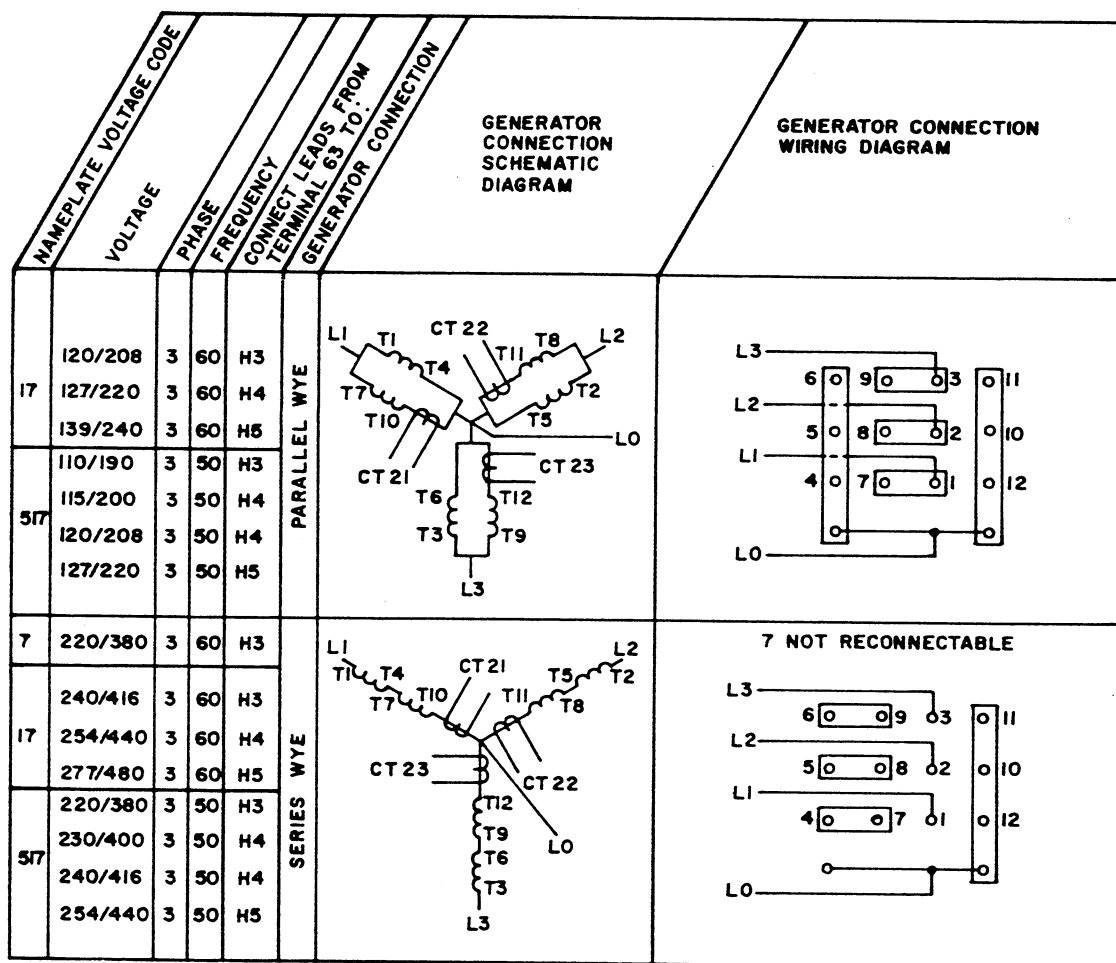 NAMEPLATE VOLTAGE CODE
VOLTAGE
PHASE
FREQUENCY
CONNECT LEADS FROM
TERMINAL 63 TO:
GENERATOR CONNECTION
GENERATOR
CONNECTION
SCHEMATIC
DIAGRAM
GENERATOR CONNECTION
WIRING DIAGRAM
17
120/208 3 60 H3
127/220 3 60 H4
139/240 3 60 H5
517
110/190 3 50 H3
115/200 3 50 H4
120/208 3 50 H4
127/220 3 50 H5
PARALLEL WYE
L1 T1 CT22 T8 L2
T4 T11
T7 T2
T10 T5
L0
CT21 CT23
T6 T12
T3 T9
L3
L3
6 9 3 11
L2
5 8 2 10
L1
4 7 1 12
L0
7
220/380 3 60 H3
17
240/416 3 60 H3
254/440 3 60 H4
277/480 3 60 H5
517
220/380 3 50 H3
230/400 3 50 H4
240/416 3 50 H4
254/440 3 50 H5
SERIES WYE
L1 CT21 L2
T1 T4 T5 T2
T7 T10 T11 T8
CT23 CT22
T12
T9
L0
T6
T3
L3
7 NOT RECONNECTABLE
L3
6 9 3 11
L2
5 8 2 10
L1
4 7 1 12
L0